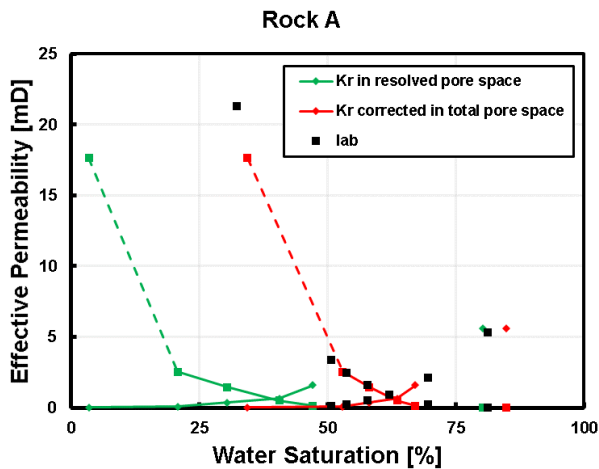 Rock A
Effective Permeability [mD]
25
20
15
10
5
0
Kr in resolved pore space
Kr corrected in total pore space
lab
0
25
50
75
100
Water Saturation [%]